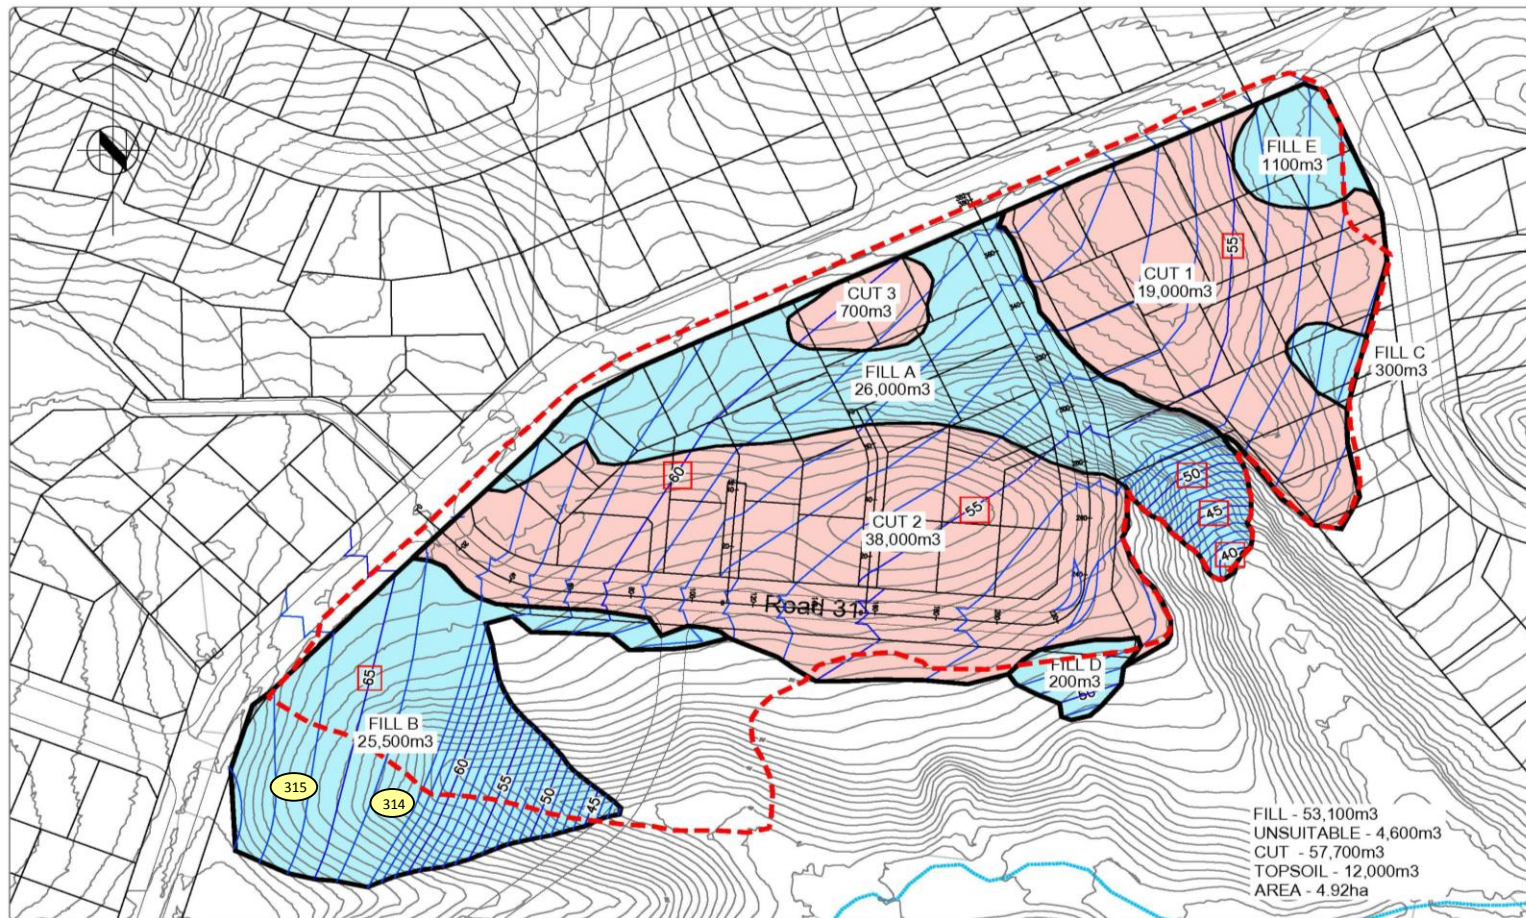 FILL E
1100m3
55
CUT 1
19,000m3
CUT 3
700m3
FILL C
300m3
FILL A
26,000m3
60
50
55
45
CUT 2
38,000m3
40
Road 31
65
FILL D
200m3
FILL B
25,500m3
60
55
50
45
315
314
FILL - 53,100m3
UNSUITABLE - 4,600m3
CUT - 57,700m3
TOPSOIL - 12,000m3
AREA - 4.92ha